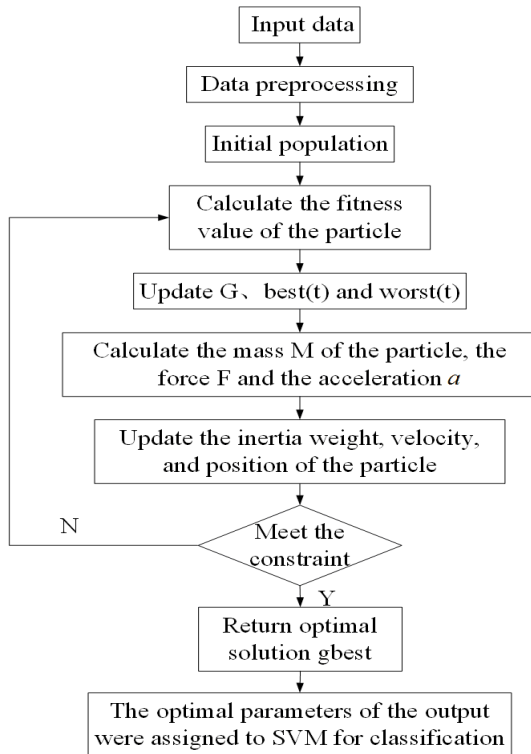 Input data
Data preprocessing
Initial population
Calculate the fitness
value of the particle
Update G、best(t) and worst(t)
Calculate the mass M of the particle, the
force F and the acceleration a
Update the inertia weight, velocity,
and position of the particle
N
Meet the
constraint
Y
Return optimal
solution gbest
The optimal parameters of the output
were assigned to SVM for classification